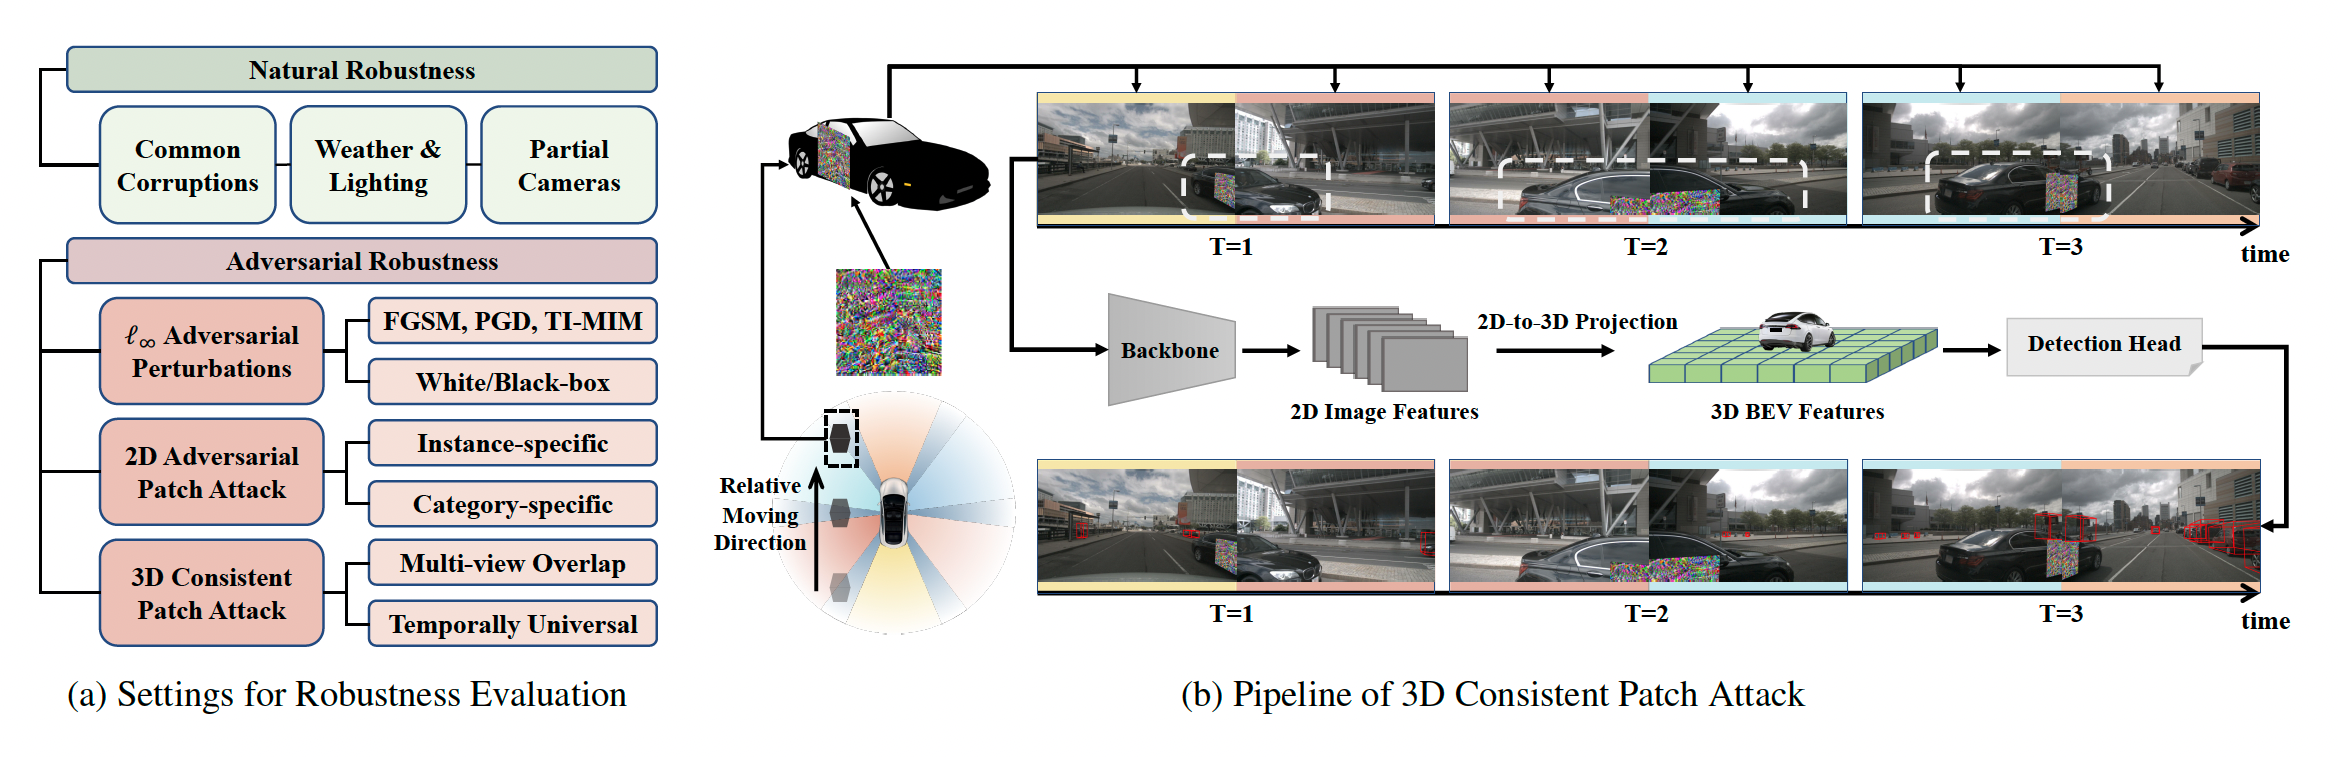 Natural Robustness
Common
Corruptions
Weather &
Lighting
Partial
Cameras
Adversarial Robustness
ℓ∞ Adversarial
Perturbations
FGSM, PGD, TI-MIM
White/Black-box
2D Adversarial
Patch Attack
Instance-specific
Category-specific
3D Consistent
Patch Attack
Multi-view Overlap
Temporally Universal
(a) Settings for Robustness Evaluation
Relative
Moving
Direction
T=1
T=2
T=3
time
Backbone
2D Image Features
2D-to-3D Projection
3D BEV Features
Detection Head
T=1
T=2
T=3
time
(b) Pipeline of 3D Consistent Patch Attack